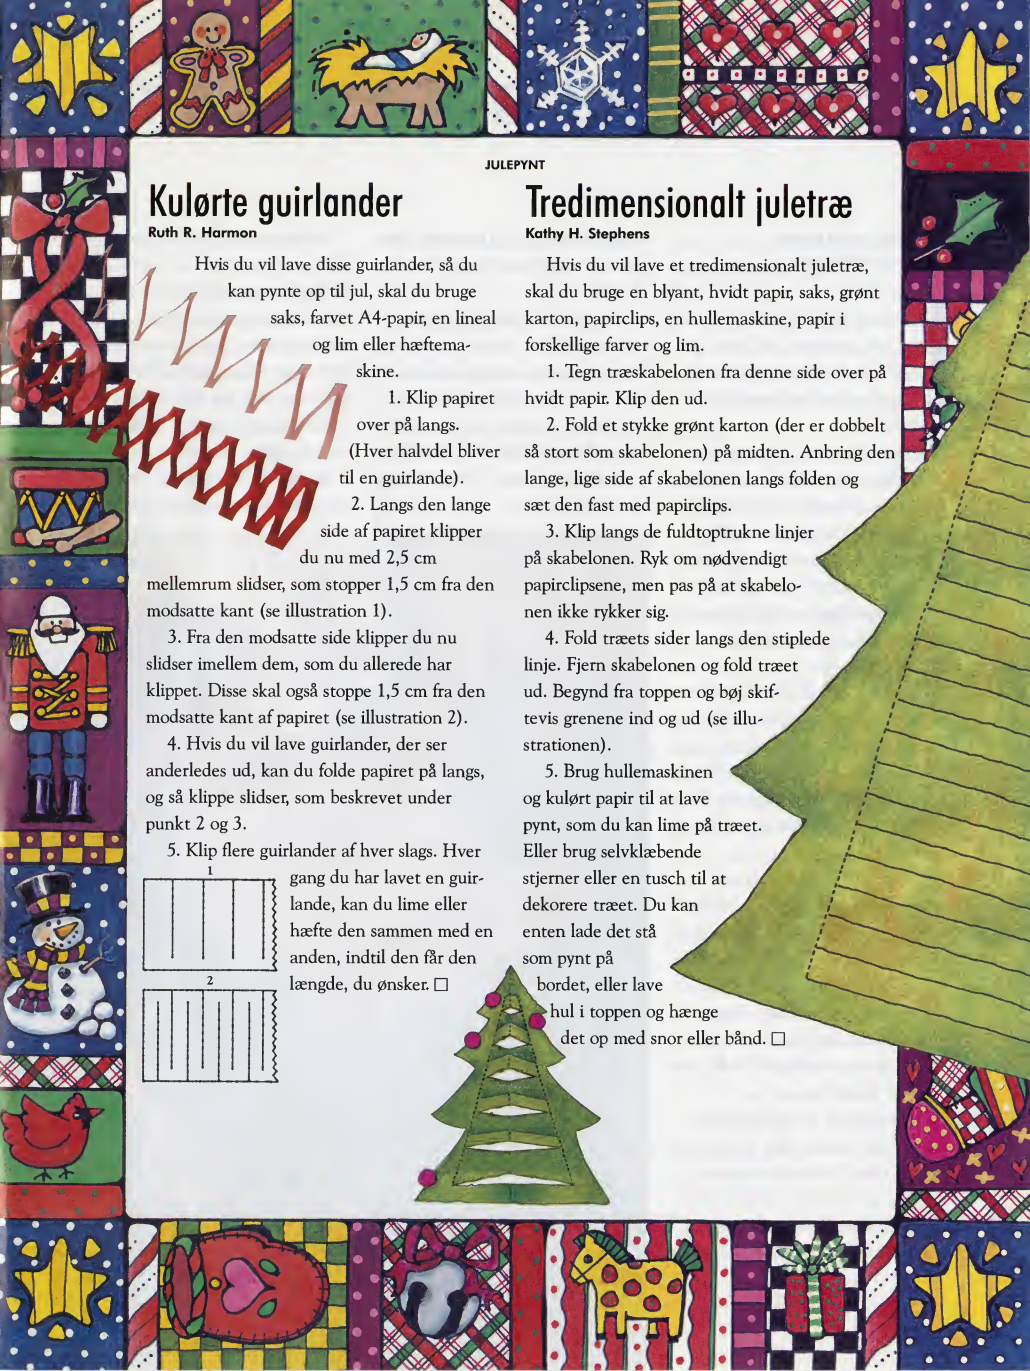 JULEPYNT
Kulørte guirlander
Ruth R. Harmon
Hvis du vil lave disse guirlander, så du
kan pynte op til jul, skal du bruge
saks, farvet A4-papir, en lineal
og lim eller hæftema-
skine.
1. Klip papiret
over på langs.
(Hver halvdel bliver
til en guirlande).
2. Langs den lange
side af papiret klipper
du nu med 2,5 cm
mellemrum slidser, som stopper 1,5 cm fra den
modsatte kant (se illustration 1).
3. Fra den modsatte side klipper du nu
slidser imellem dem, som du allerede har
klippet. Disse skal også stoppe 1,5 cm fra den
modsatte kant af papiret (se illustration 2).
4. Hvis du vil lave guirlander, der ser
anderledes ud, kan du folde papiret på langs,
og så klippe slidser, som beskrevet under
punkt 2 og 3.
5. Klip flere guirlander af hver slags. Hver
gang du har lavet en guir-
lande, kan du lime eller
hæfte den sammen med en
anden, indtil den får den
længde, du ønsker. □
1
2
Tredimensionalt juletræ
Kathy H. Stephens
Hvis du vil lave et tredimensionalt juletræ,
skal du bruge en blyant, hvidt papir, saks, grønt
karton, papirclips, en hullemaskine, papir i
forskellige farver og lim.
1. Tegn træskabelonen fra denne side over på
hvidt papir. Klip den ud.
2. Fold et stykke grønt karton (der er dobbelt
så stort som skabelonen) på midten. Anbring den
lange, lige side af skabelonen langs folden og
sæt den fast med papirclips.
3. Klip langs de fuldtoptrukne linjer
på skabelonen. Ryk om nødvendigt
papirclipsene, men pas på at skabelo-
nen ikke rykker sig.
4. Fold træets sider langs den stiplede
linje. Fjern skabelonen og fold træet
ud. Begynd fra toppen og bøj skif-
tevis grenene ind og ud (se illu-
strationen).
5. Brug hullemaskinen
og kulørt papir til at lave
pynt, som du kan lime på træet.
Eller brug selvklæbende
stjerner eller en tusch til at
dekorere træet. Du kan
enten lade det stå
som pynt på
bordet, eller lave
hul i toppen og hænge
det op med snor eller bånd. □